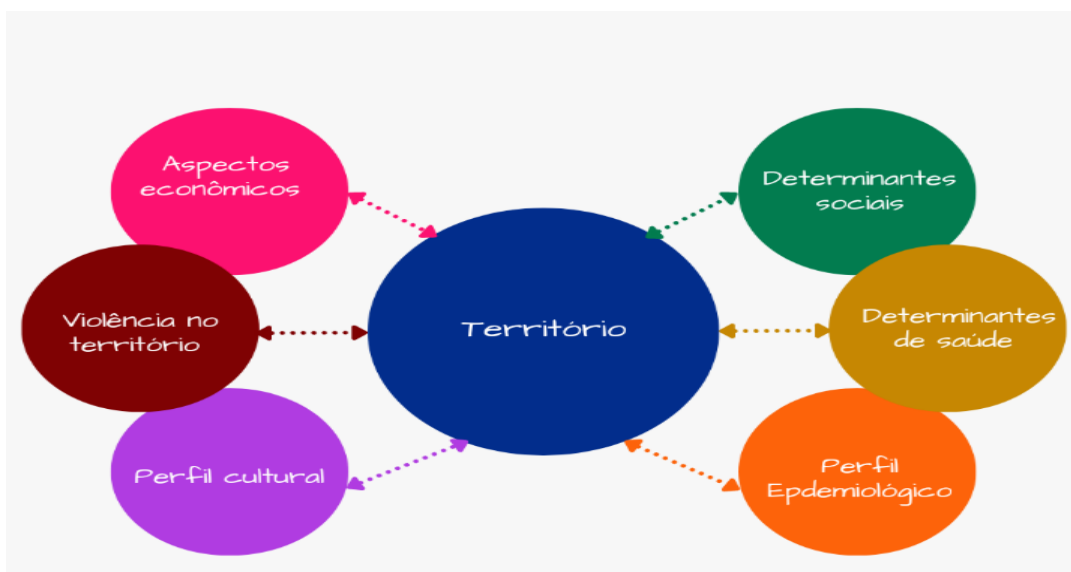 Aspectos
econômicos
Determinantes
sociais
Violência no
território
Território
Determinantes
de saúde
Perfil cultural
Perfil
Epdemiológico